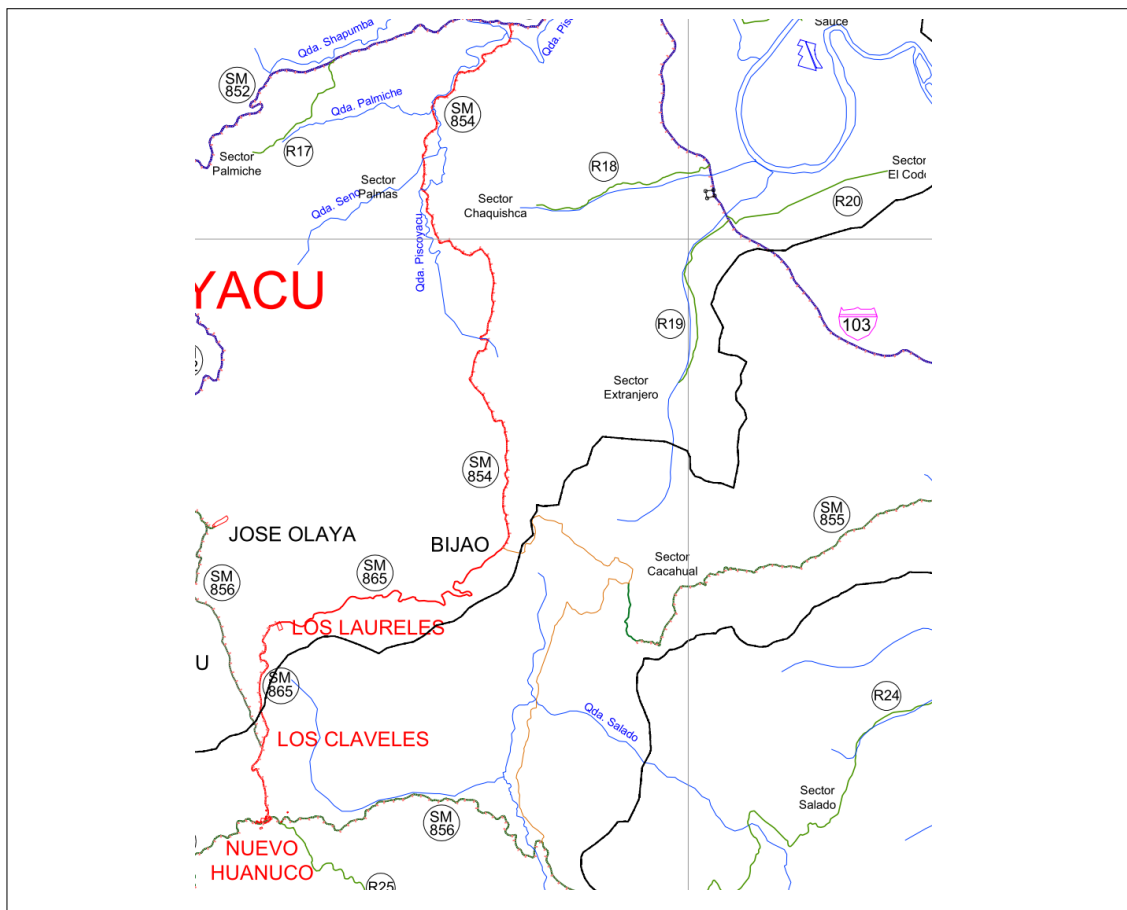 Sauce
Qda. Shapumba
Qda. Pis
SM
852
Qda. Palmiche
SM
854
R17
Sector
Palmiche
Sector
Palmas
R18
Sector
El Code
Qda. Seno
Sector
Chaquishca
R20
Qda. Piscoyacu
YACU
R19
103
Sector
Extranjero
SM
854
SM
855
JOSE OLAYA
BIJAO
Sector
Cacahual
SM
865
SM
856
LOS LAURELES
U
SM
865
R24
Qda. Salado
LOS CLAVELES
Sector
Salado
SM
856
NUEVO
HUANUCO
R25